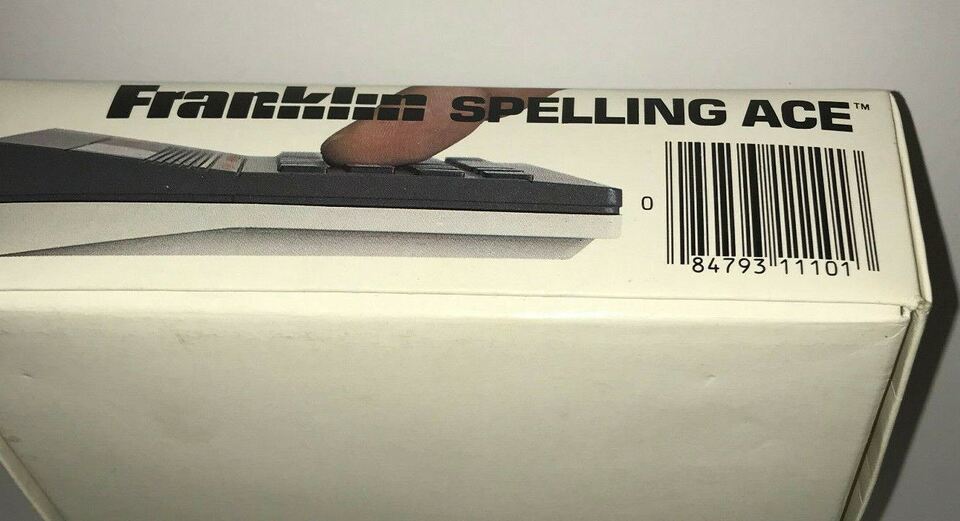 Franklin SPELLING ACE™
0 84793 11101